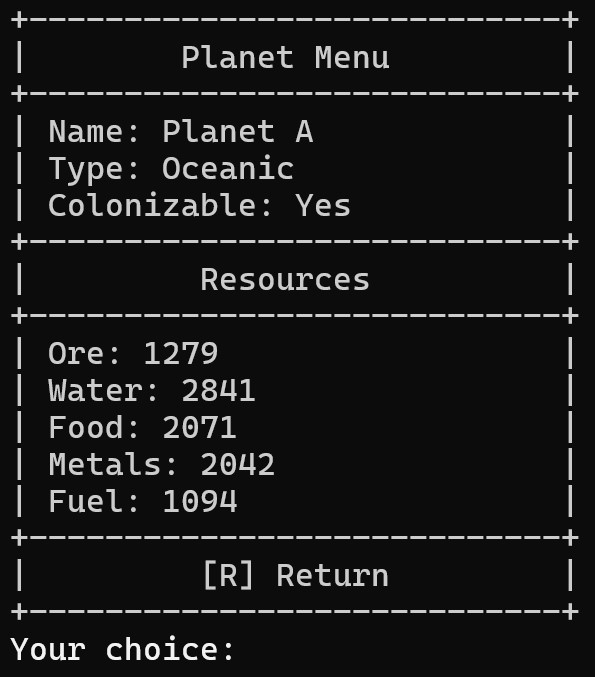 +----------------------------+
|        Planet Menu         |
+----------------------------+
| Name: Planet A             |
| Type: Oceanic              |
| Colonizable: Yes           |
+----------------------------+
|         Resources          |
+----------------------------+
| Ore: 1279                  |
| Water: 2841                |
| Food: 2071                 |
| Metals: 2042               |
| Fuel: 1094                 |
+----------------------------+
|         [R] Return         |
+----------------------------+
Your choice: